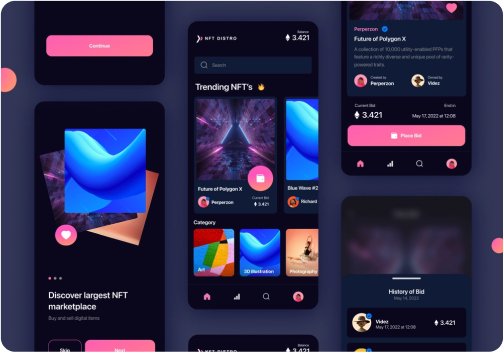 Continue
Discover largest NFT
marketplace
Buy and sell digital items
Skip
Next
NFT DISTRO
Balance
3.421
Search
Trending NFT's 🔥
Future of Polygon X
Perperzon
Current Bid
3.421
Blue Wave #2
Richard
Category
Art
3D Illustration
Photography
NFT DISTRO
Balance
3.421
Perperzon
Future of Polygon X
A collection of 10,000 utility-enabled PFPs that
feature a richly diverse and unique pool of rarity-
powered traits.
Created by
Perperzon
Owned by
Videz
Current Bid
3.421
End in
May 17, 2022 at 12:08
Place Bid
History of Bid
May 14, 2022
Videz
May 17, 2022 at 12:08
3.421